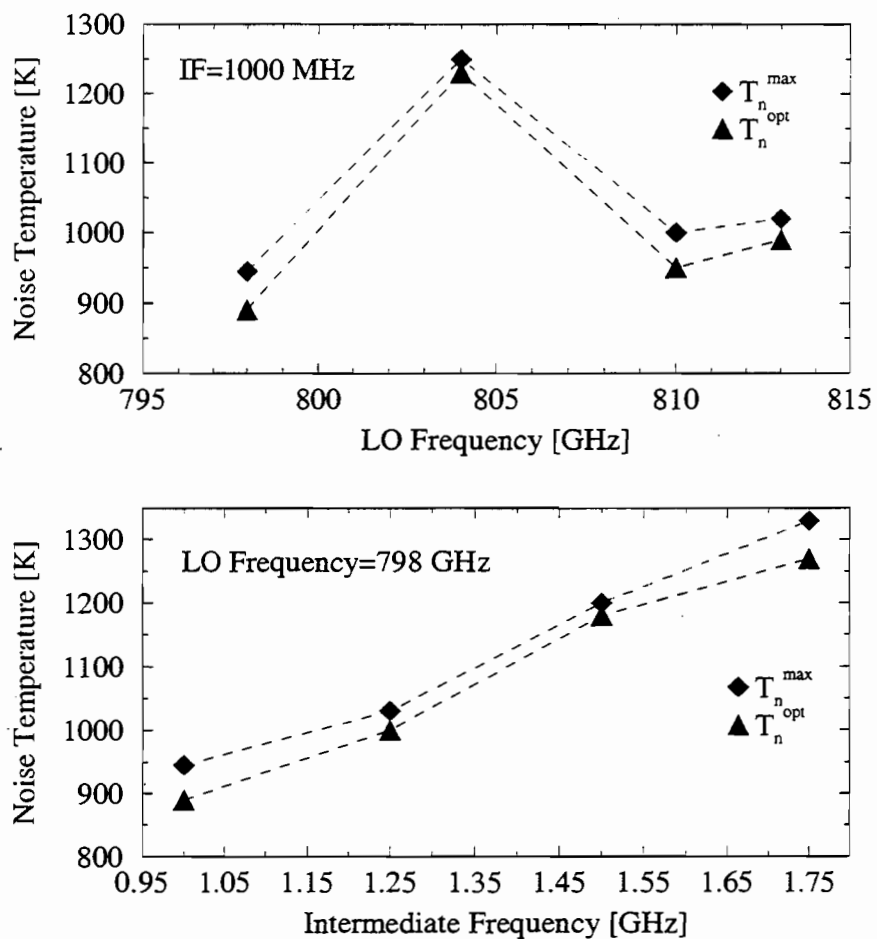 1300
1200
1100
1000
900
800
Noise Temperature [K]
IF=1000 MHz
T_n^max
T_n^opt
795 800 805 810 815
LO Frequency [GHz]
1300
1200
1100
1000
900
800
Noise Temperature [K]
LO Frequency=798 GHz
T_n^max
T_n^opt
0.95 1.05 1.15 1.25 1.35 1.45 1.55 1.65 1.75
Intermediate Frequency [GHz]